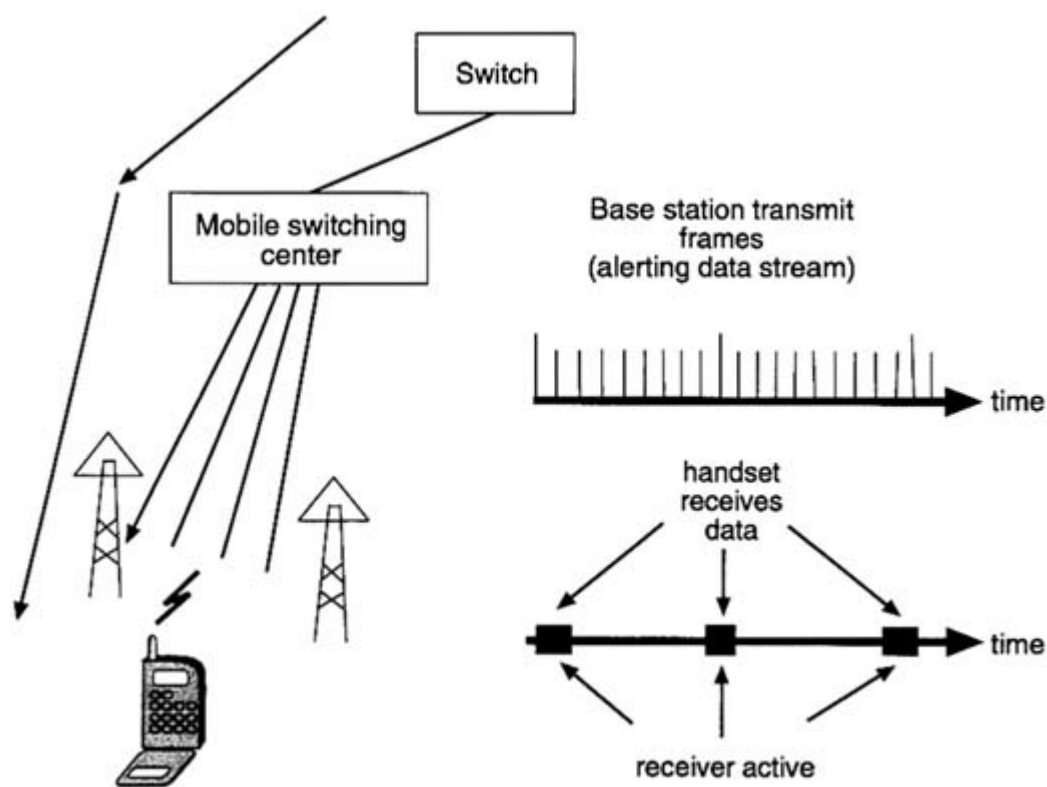 Switch
Mobile switching
center
Base station transmit
frames
(alerting data stream)
time
handset
receives
data
time
receiver active